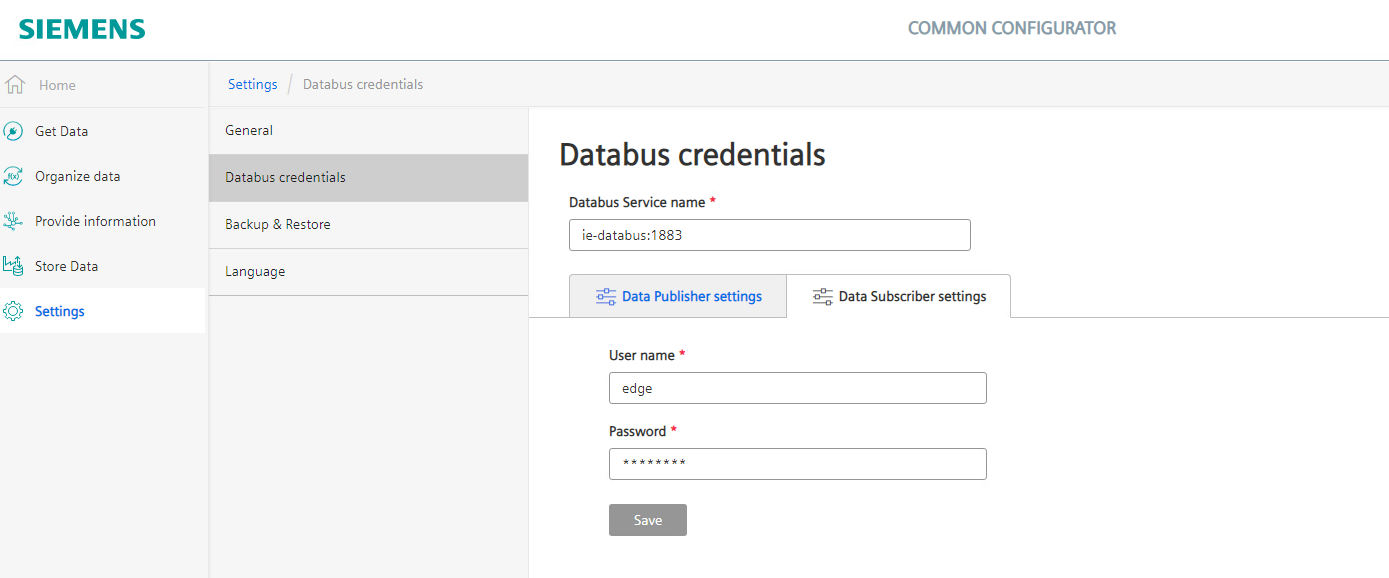 SIEMENS
COMMON CONFIGURATOR
Home
Get Data
Organize data
Provide information
Store Data
Settings
Settings / Databus credentials
General
Databus credentials
Backup & Restore
Language
Databus credentials
Databus Service name *
ie-databus:1883
Data Publisher settings
Data Subscriber settings
User name *
edge
Password *
********
Save